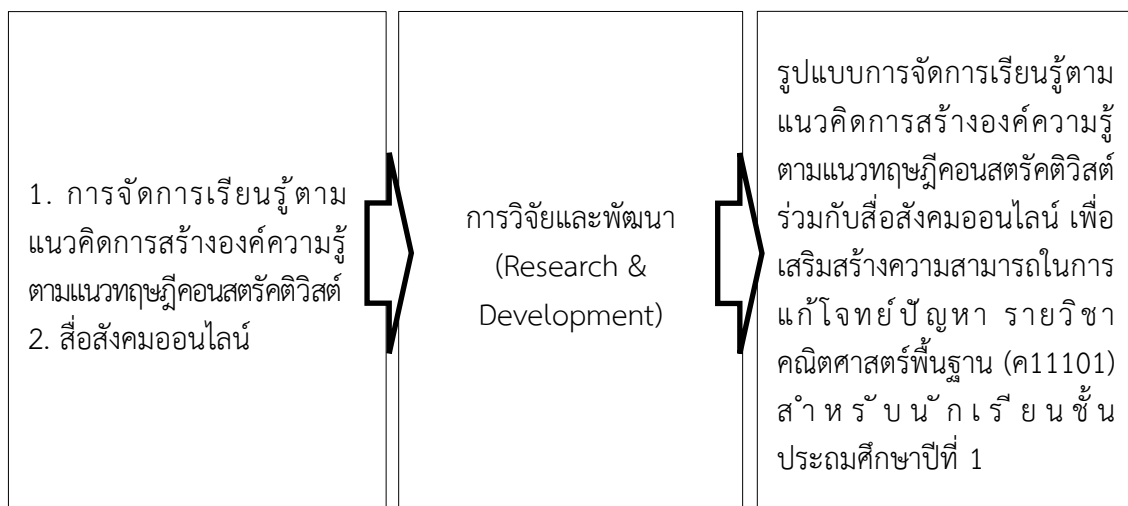 1. การจัดการเรียนรู้ตาม
แนวคิดการสร้างองค์ความรู้
ตามแนวทฤษฎีคอนสตรัคติวิสต์
2. สื่อสังคมออนไลน์
การวิจัยและพัฒนา
(Research &
Development)
รูปแบบการจัดการเรียนรู้ตาม
แนวคิดการสร้างองค์ความรู้
ตามแนวทฤษฎีคอนสตรัคติวิสต์
ร่วมกับสื่อสังคมออนไลน์ เพื่อ
เสริมสร้างความสามารถในการ
แก้โจทย์ปัญหา รายวิชา
คณิตศาสตร์พื้นฐาน (ค11101)
สำหรับนักเรียนชั้น
ประถมศึกษาปีที่ 1